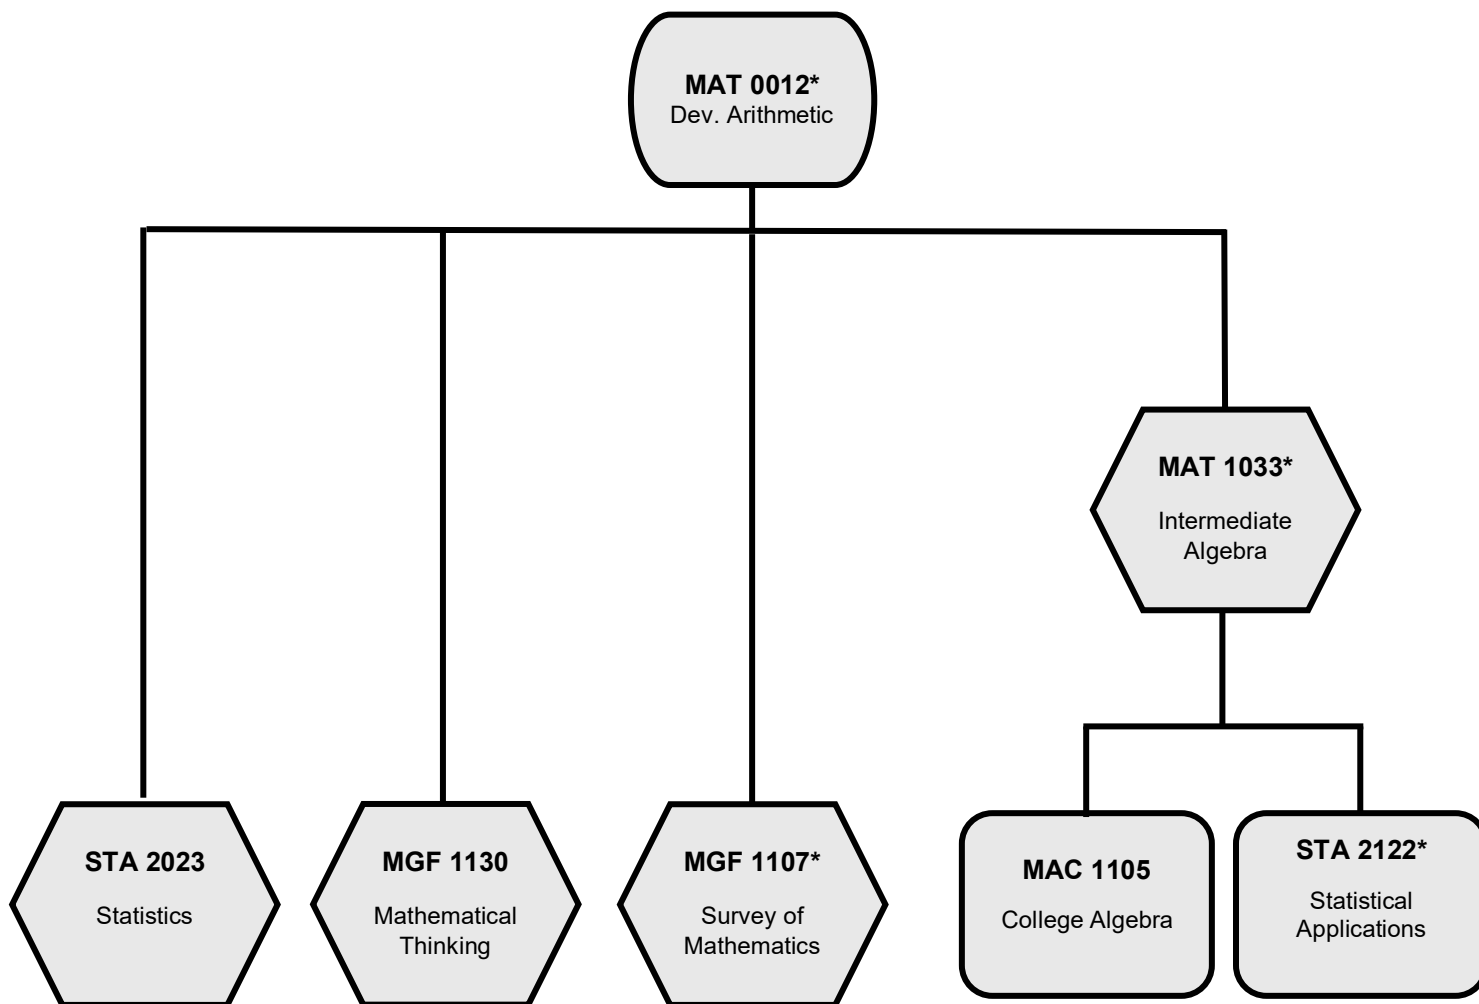 MAT 0012*
Dev. Arithmetic
MAT 1033*
Intermediate
Algebra
STA 2023
Statistics
MGF 1130
Mathematical
Thinking
MGF 1107*
Survey of
Mathematics
MAC 1105
College Algebra
STA 2122*
Statistical
Applications